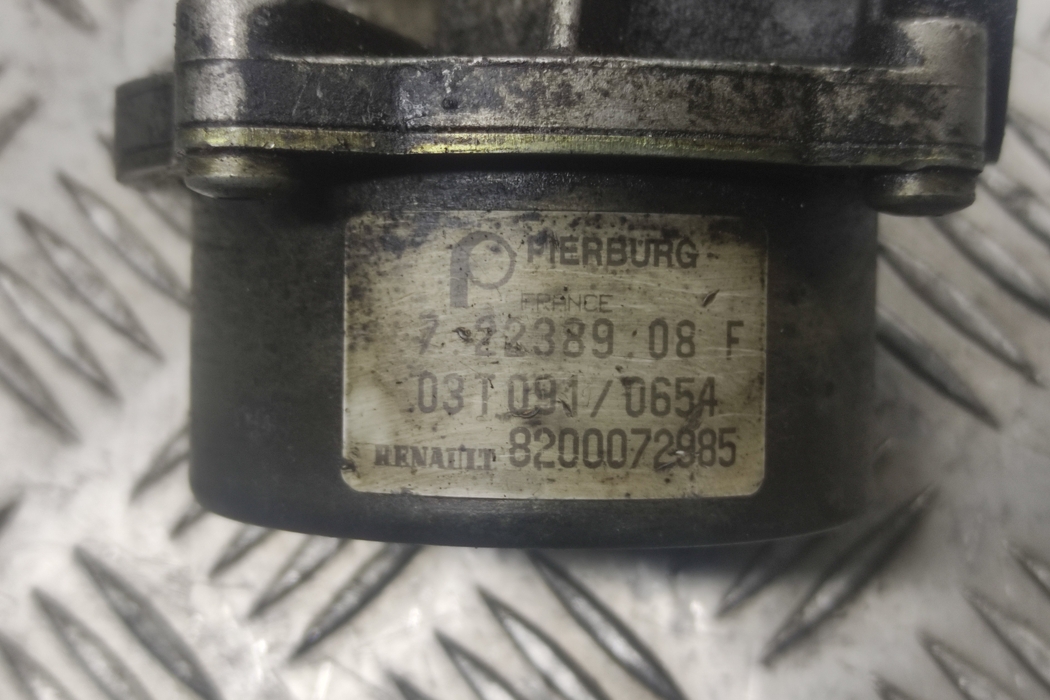 PIERBURG
FRANCE
7.22389.08 F
03T091/0654
RENAULT 8200072985